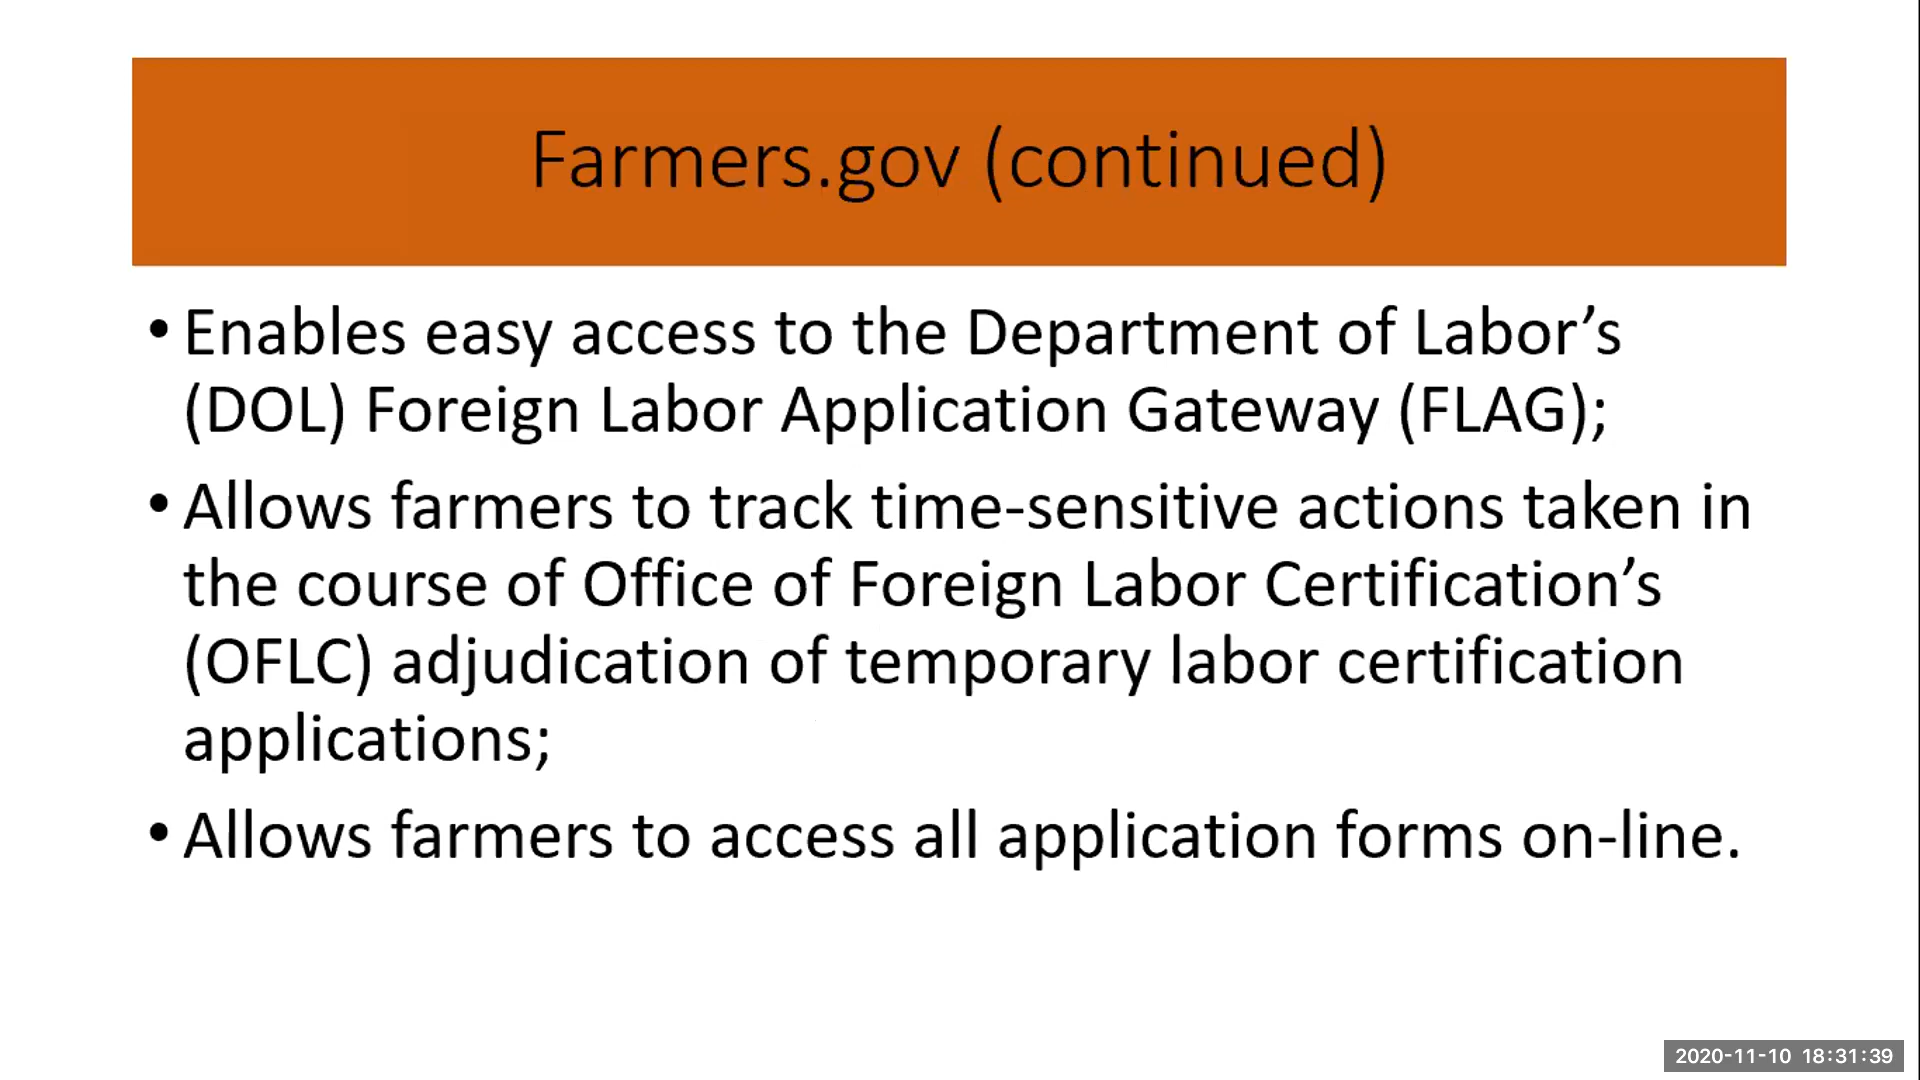 Farmers.gov (continued)
• Enables easy access to the Department of Labor’s
(DOL) Foreign Labor Application Gateway (FLAG);
• Allows farmers to track time-sensitive actions taken in
the course of Office of Foreign Labor Certification’s
(OFLC) adjudication of temporary labor certification
applications;
• Allows farmers to access all application forms on-line.
2020-11-10 18:31:39